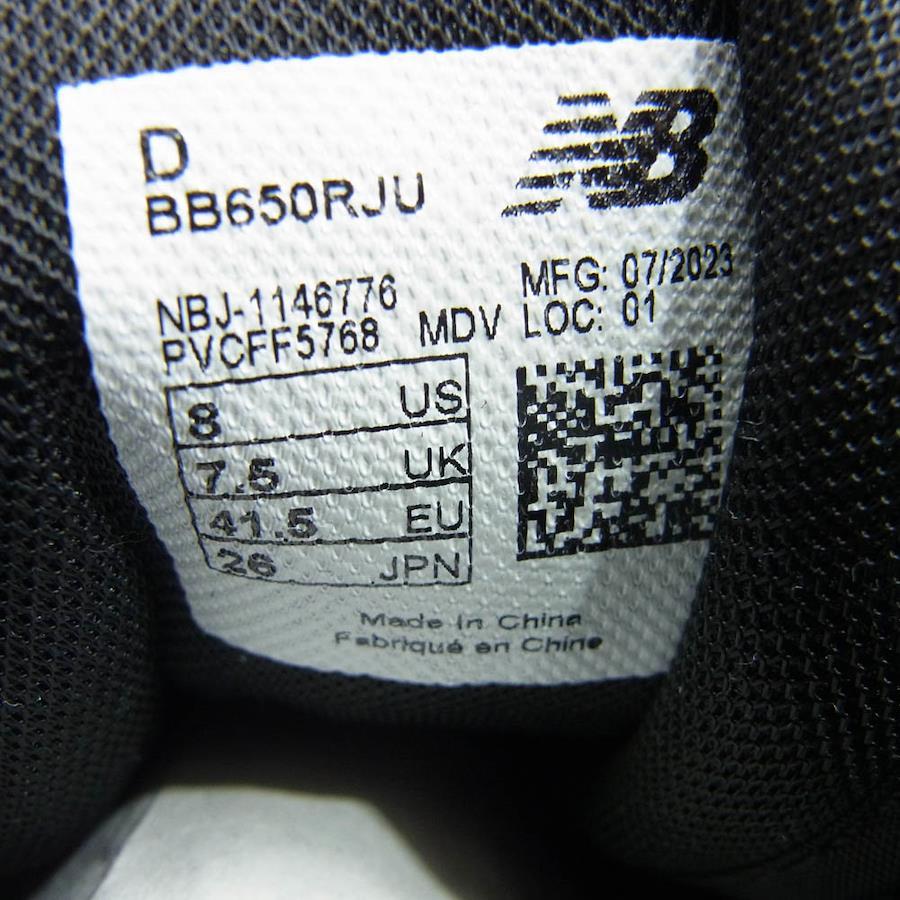 D
NB
BB650RJU
NBJ-1146776
PVCFF5768
MDV
MFG: 07/2023
LOC: 01
8 US
7.5 UK
41.5 EU
26 JPN
Made in China
Fabriqué en Chine